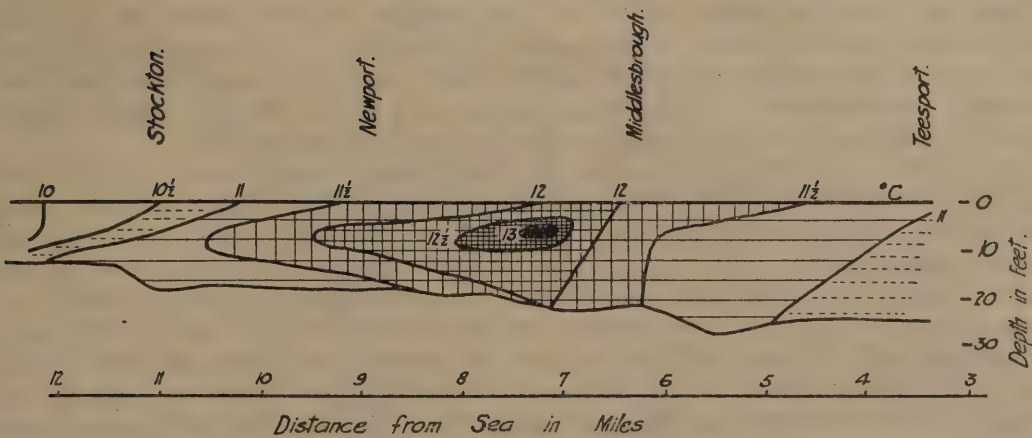 Stockton.
Newport.
Middlesbrough.
Teesport.
10 10½ 11 11½ 12 12 11½ °C
11
12½ 13
-0
-10
-20
-30
Depth in feet.
12 11 10 9 8 7 6 5 4 3
Distance from Sea in Miles